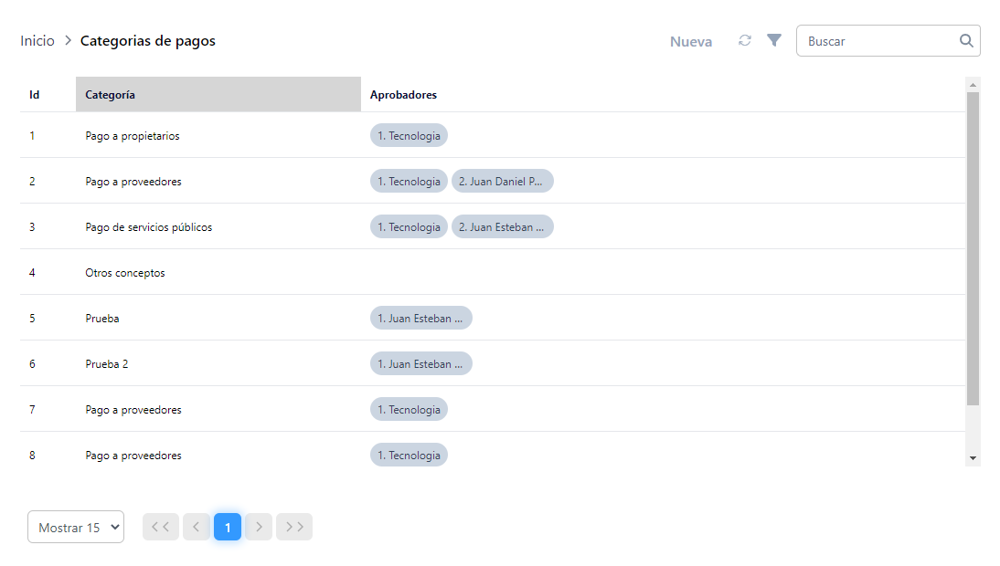 Inicio > Categorias de pagos Nueva Buscar
Id Categoría Aprobadores
1 Pago a propietarios 1. Tecnologia
2 Pago a proveedores 1. Tecnologia 2. Juan Daniel P...
3 Pago de servicios públicos 1. Tecnologia 2. Juan Esteban ...
4 Otros conceptos
5 Prueba 1. Juan Esteban ...
6 Prueba 2 1. Juan Esteban ...
7 Pago a proveedores 1. Tecnologia
8 Pago a proveedores 1. Tecnologia
Mostrar 15 << < 1 > >>